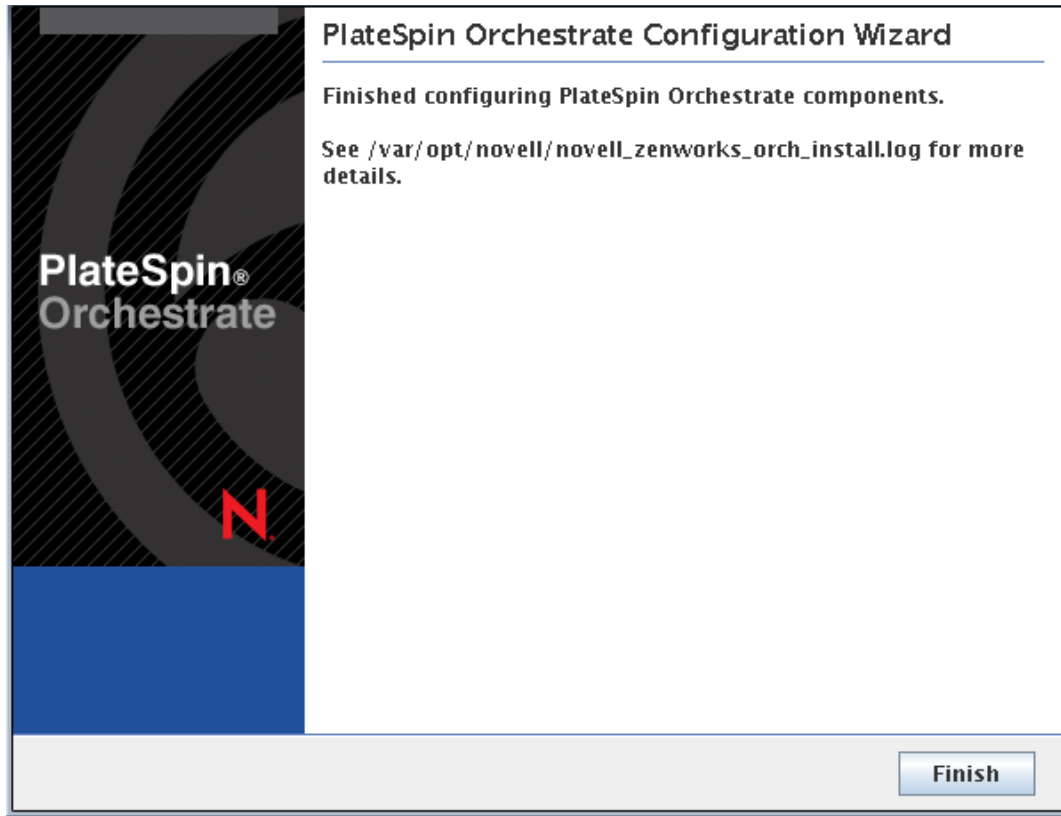 PlateSpin Orchestrate Configuration Wizard
Finished configuring PlateSpin Orchestrate components.
See /var/opt/novell/novell_zenworks_orch_install.log for more
details.
PlateSpin®
Orchestrate
N.
Finish